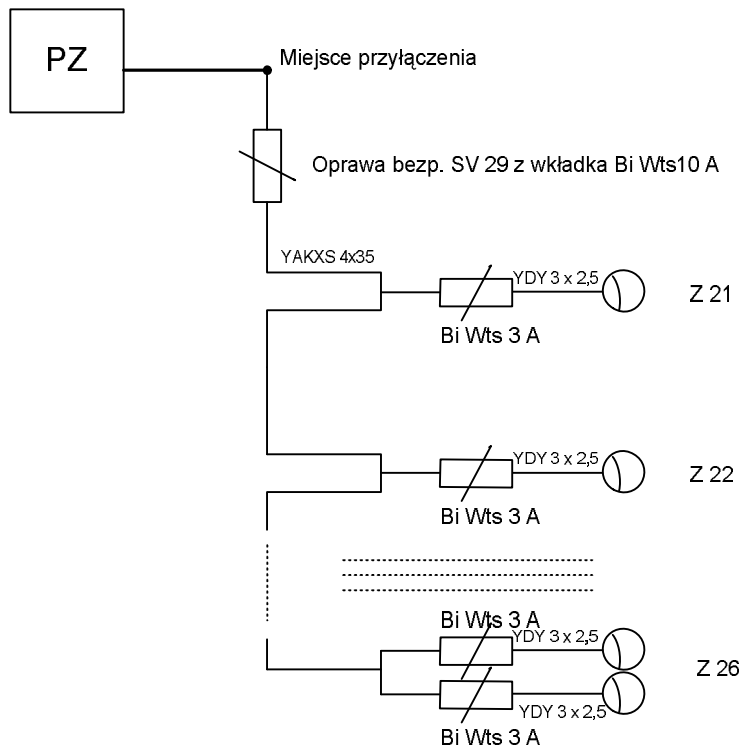 PZ
Miejsce przyłączenia
Oprawa bezp. SV 29 z wkładka Bi Wts10 A
YAKXS 4x35
YDY 3 x 2,5
Z 21
Bi Wts 3 A
YDY 3 x 2,5
Z 22
Bi Wts 3 A
Bi Wts 3 A
YDY 3 x 2,5
Z 26
YDY 3 x 2,5
Bi Wts 3 A